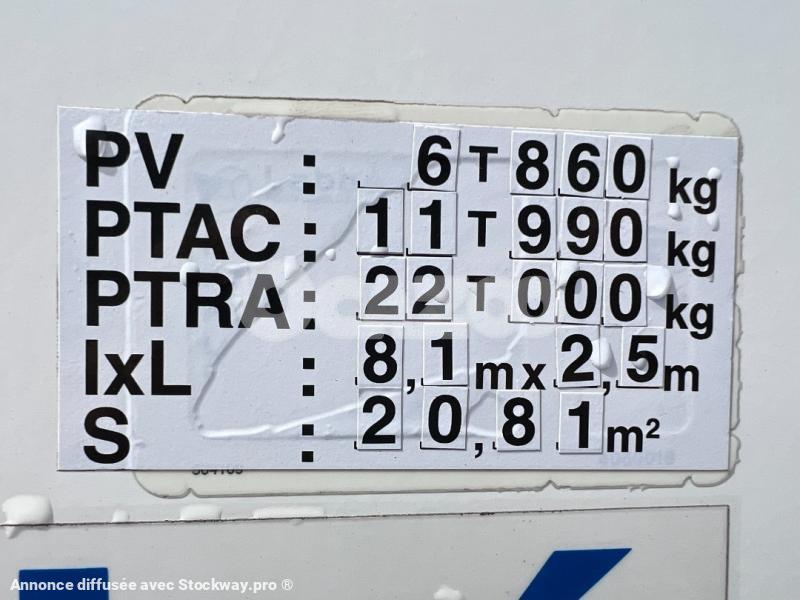 PV : 6 T 860 kg
PTAC : 11 T 990 kg
PTRA : 22 T 000 kg
lxL : 8,1 m x 2,5 m
S : 20,81 m²
Annonce diffusée avec Stockway.pro ®